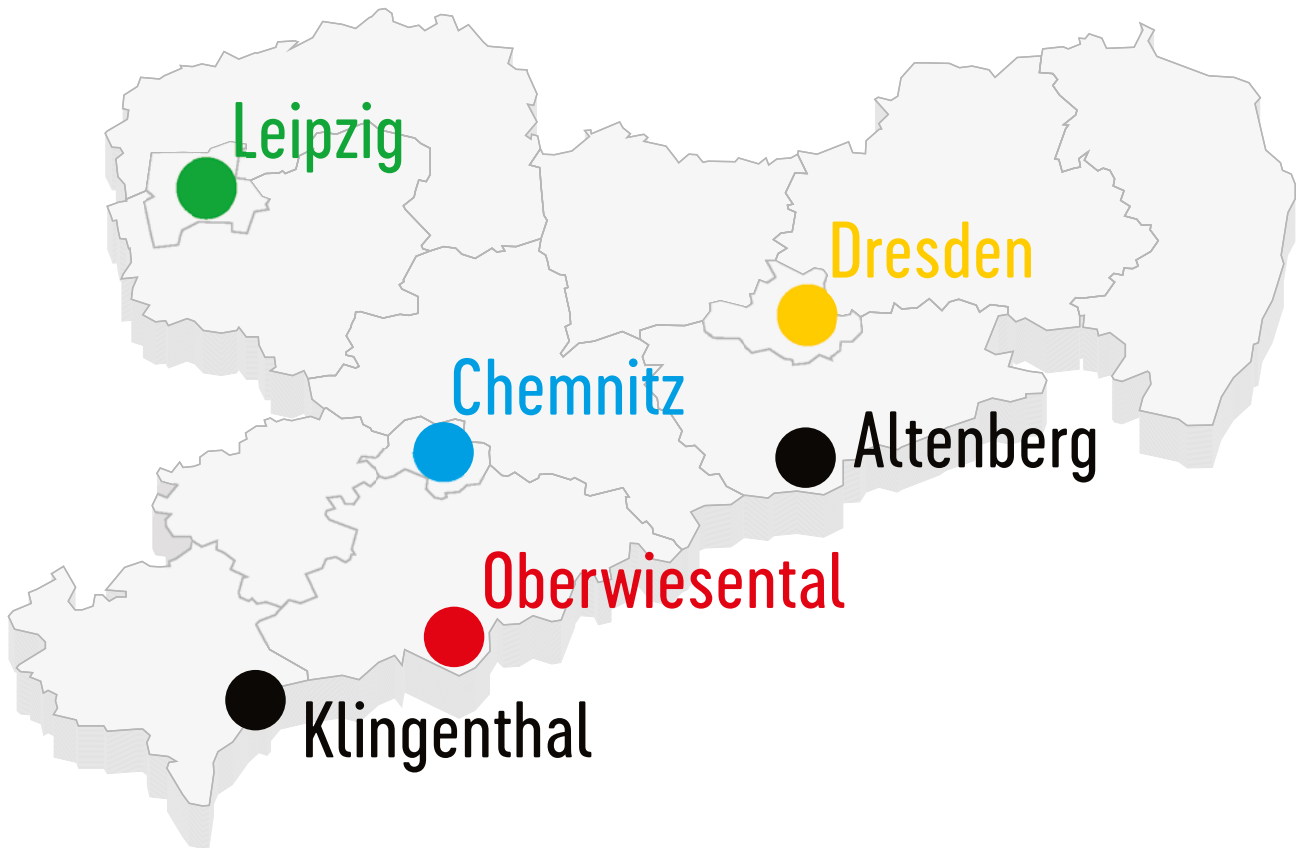 Leipzig
Dresden
Chemnitz
Altenberg
Oberwiesental
Klingenthal